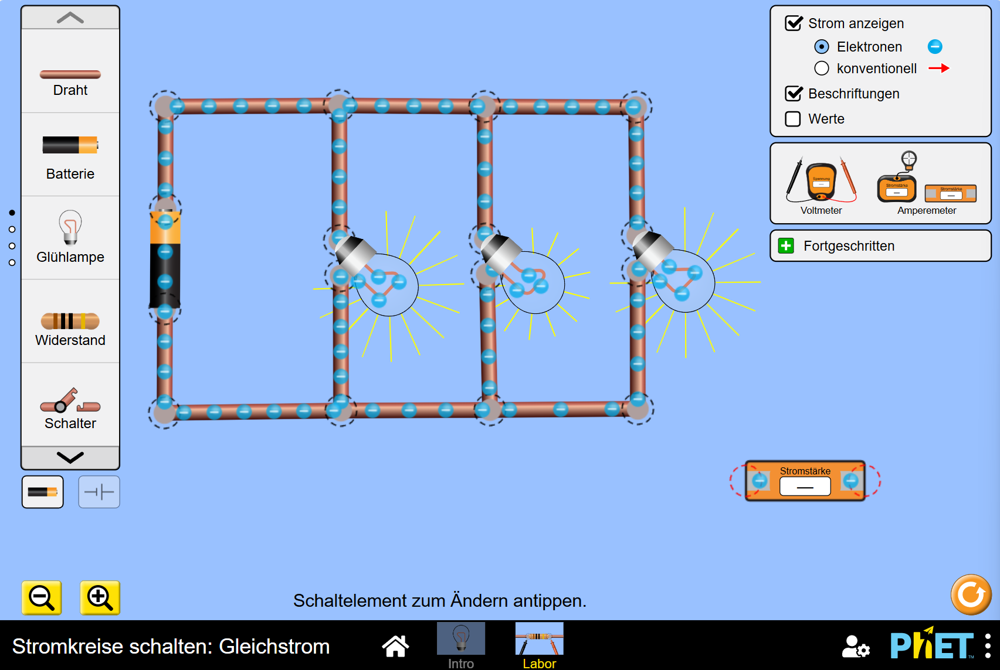 Draht
Batterie
Glühlampe
Widerstand
Schalter
Strom anzeigen
Elektronen
konventionell
Beschriftungen
Werte
Spannung
Stromstärke
Stromstärke
Voltmeter
Amperemeter
Fortgeschritten
Stromstärke
Schaltelement zum Ändern antippen.
Stromkreise schalten: Gleichstrom
Intro
Labor
PhET™